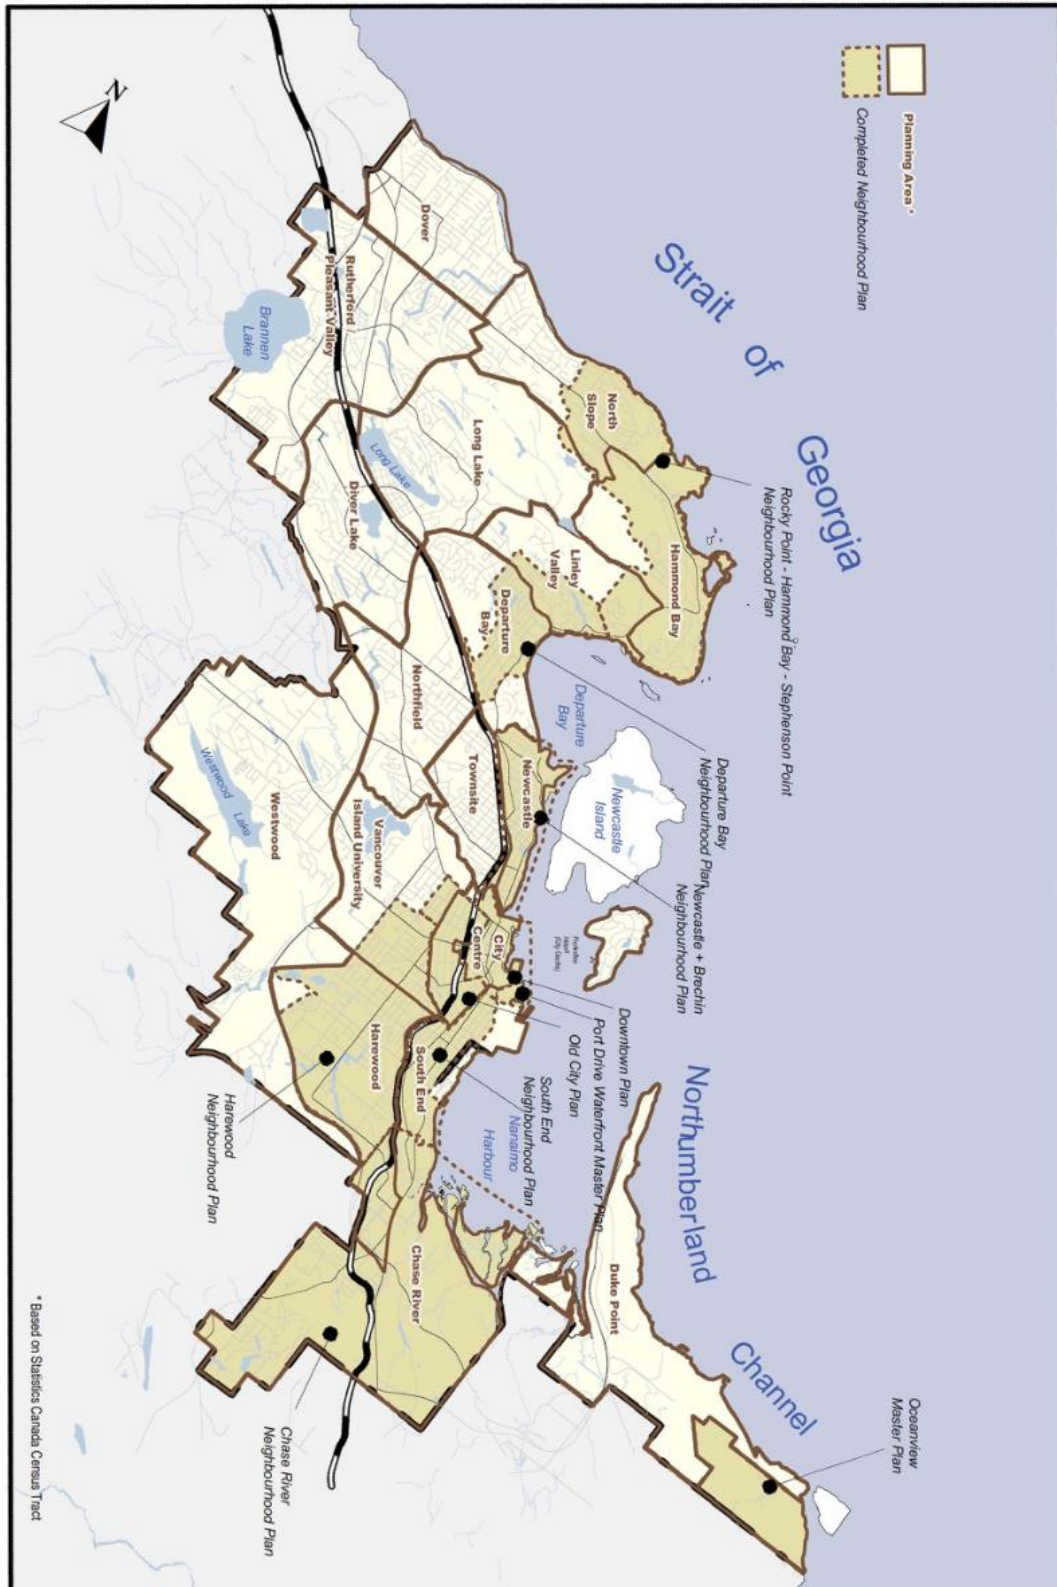 Planning Area *
Completed Neighbourhood Plan
Strait of Georgia
Rocky Point - Hammond Bay - Stephenson Point
Neighbourhood Plan
Departure Bay
Neighbourhood Plan
Newcastle + Brechin
Neighbourhood Plan
Downtown Plan
Port Drive Waterfront Master Plan
Old City Plan
South End
Neighbourhood Plan
Northumberland Channel
Oceanview
Master Plan
Dover
Rutherford /
Pleasant Valley
Brannen
Lake
North
Slope
Long Lake
Long Lake
Diver Lake
Hammond Bay
Linley
Valley
Departure
Bay
Departure
Bay
Newcastle
Island
Northfield
Townsite
Newcastle
Westwood
Lake
Westwood
Vancouver
Island University
City
Centre
Harewood
South End
Nanaimo
Harbour
Chase River
Duke Point
Harewood
Neighbourhood Plan
Chase River
Neighbourhood Plan
N
* Based on Statistics Canada Census Tract